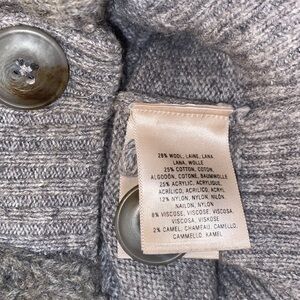 28% WOOL, LAINE, LANA
LANA, WOLLE
25% COTTON, COTON,
ALGODÓN, COTONE, BAUMWOLLE
25% ACRYLIC, ACRYLIQUE,
ACRÍLICO, ACRILICO, ACRYL
12% NYLON, NYLON, NILÓN,
NAILON, NYLON
8% VISCOSE, VISCOSE, VISCOSA,
VISCOSA, VISKOSE
2% CAMEL, CHAMEAU, CAMELLO,
CAMMELLO, KAMEL